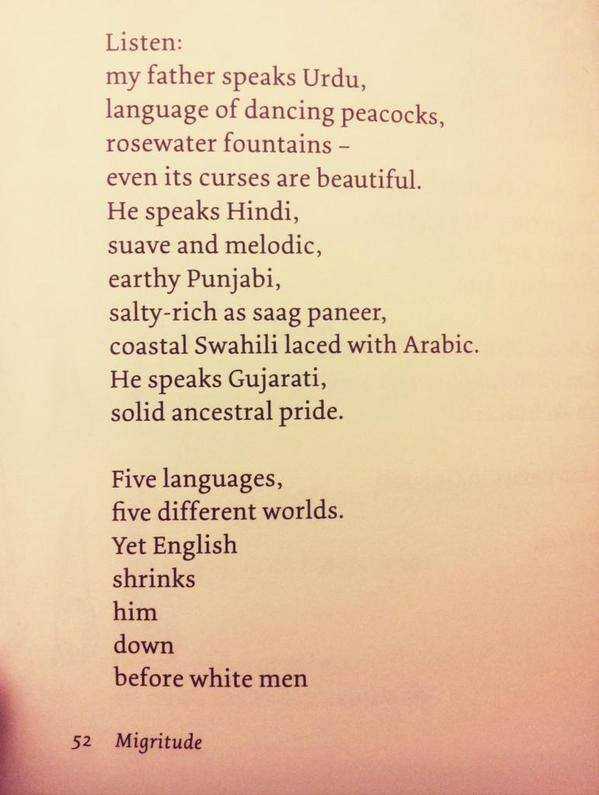 Listen:
my father speaks Urdu,
language of dancing peacocks,
rosewater fountains –
even its curses are beautiful.
He speaks Hindi,
suave and melodic,
earthy Punjabi,
salty-rich as saag paneer,
coastal Swahili laced with Arabic.
He speaks Gujarati,
solid ancestral pride.
Five languages,
five different worlds.
Yet English
shrinks
him
down
before white men
52 Migritude